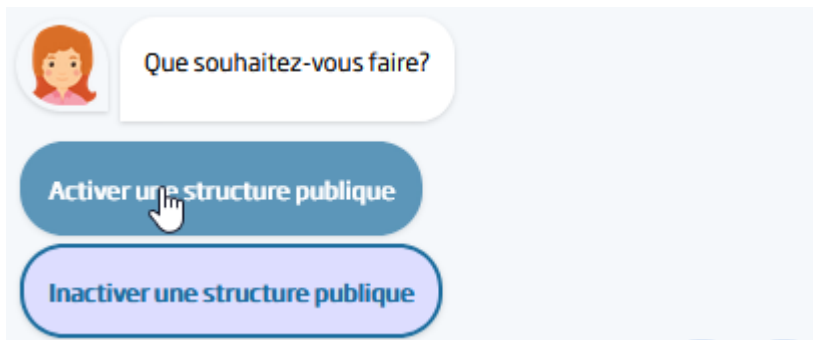 Que souhaitez-vous faire?
Activer une structure publique
Inactiver une structure publique